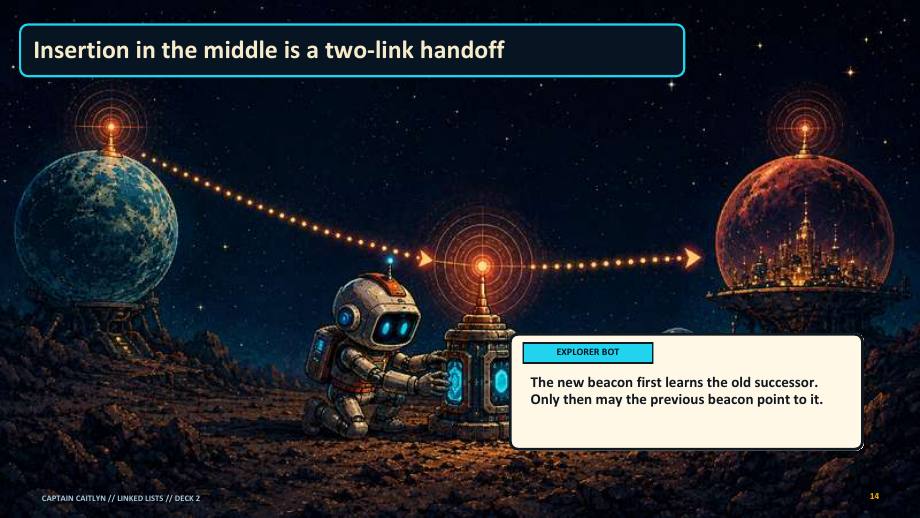 Insertion in the middle is a two-link handoff
EXPLORER BOT
The new beacon first learns the old successor.
Only then may the previous beacon point to it.
CAPTAIN CAITLYN // LINKED LISTS // DECK 2
14